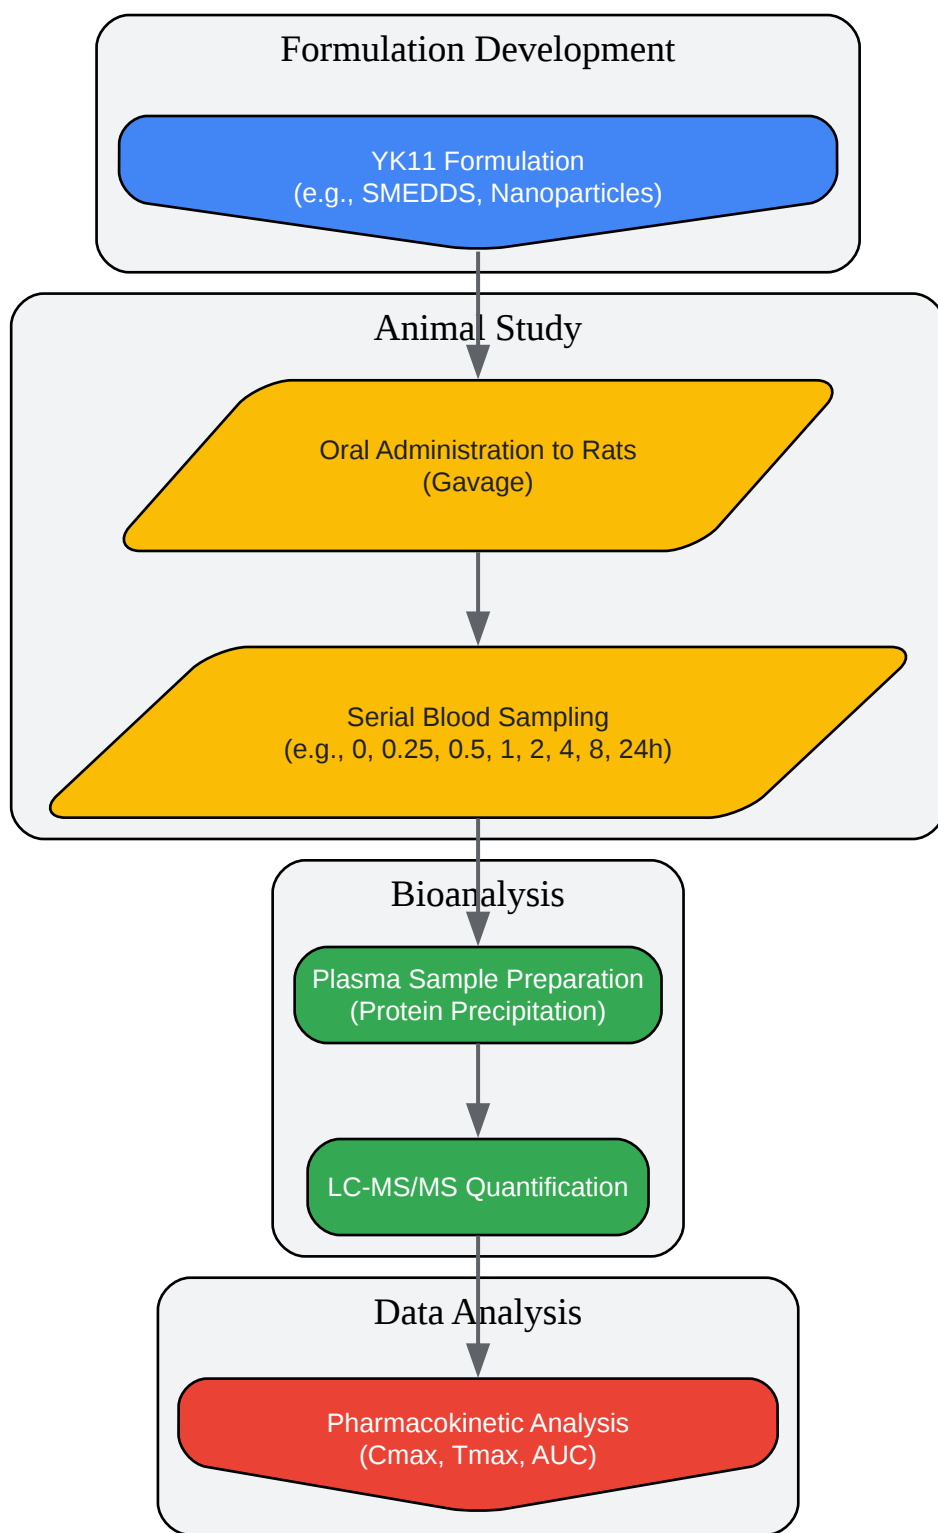 Formulation Development
YK11 Formulation
(e.g., SMEDDS, Nanoparticles)
Animal Study
Oral Administration to Rats
(Gavage)
Serial Blood Sampling
(e.g., 0, 0.25, 0.5, 1, 2, 4, 8, 24h)
Bioanalysis
Plasma Sample Preparation
(Protein Precipitation)
LC-MS/MS Quantification
Data Analysis
Pharmacokinetic Analysis
(Cmax, Tmax, AUC)